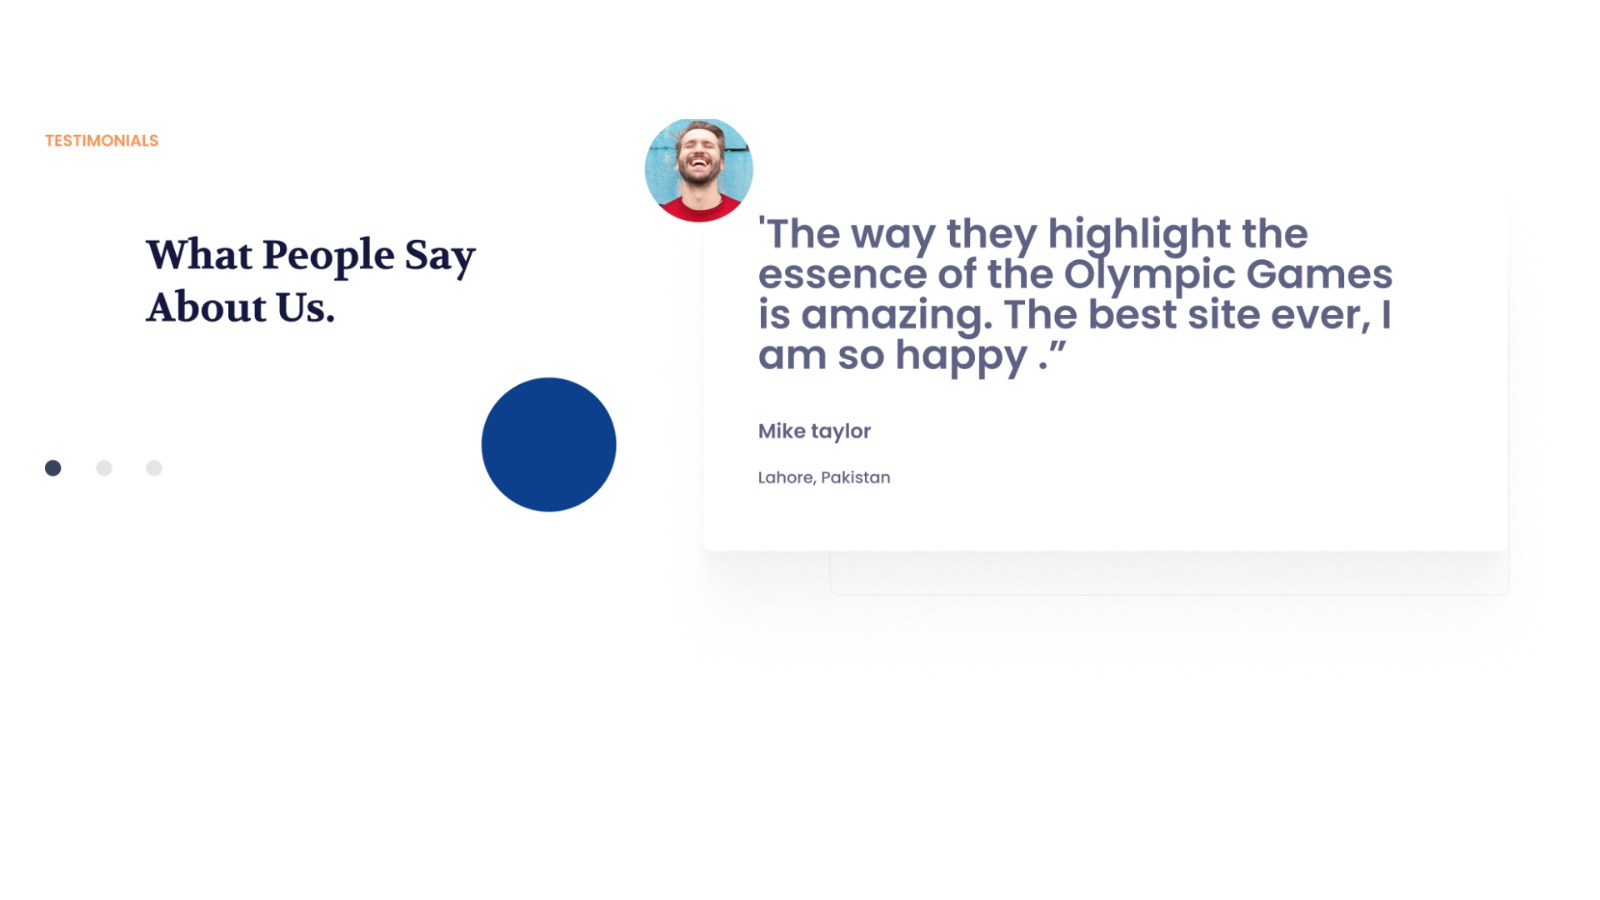 TESTIMONIALS
What People Say
About Us.
'The way they highlight the
essence of the Olympic Games
is amazing. The best site ever, I
am so happy .”
Mike taylor
Lahore, Pakistan